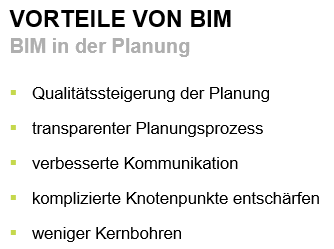 VORTEILE VON BIM
BIM in der Planung
Qualitätssteigerung der Planung
transparenter Planungsprozess
verbesserte Kommunikation
komplizierte Knotenpunkte entschärfen
weniger Kernbohren